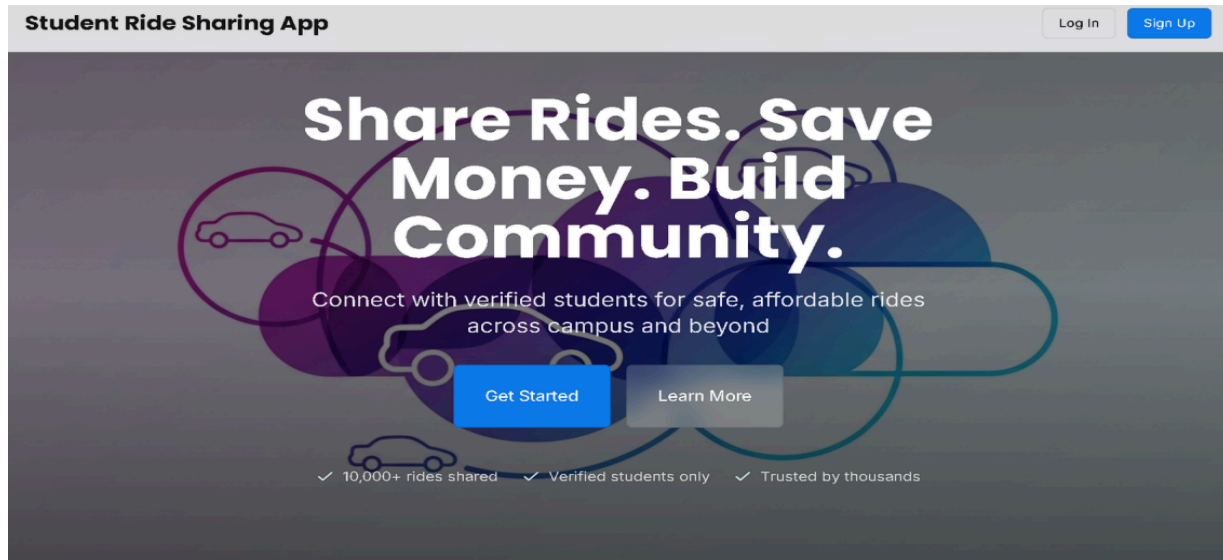 Student Ride Sharing App
Log In
Sign Up
Share Rides. Save
Money. Build
Community.
Connect with verified students for safe, affordable rides
across campus and beyond
Get Started
Learn More
✓ 10,000+ rides shared ✓ Verified students only ✓ Trusted by thousands